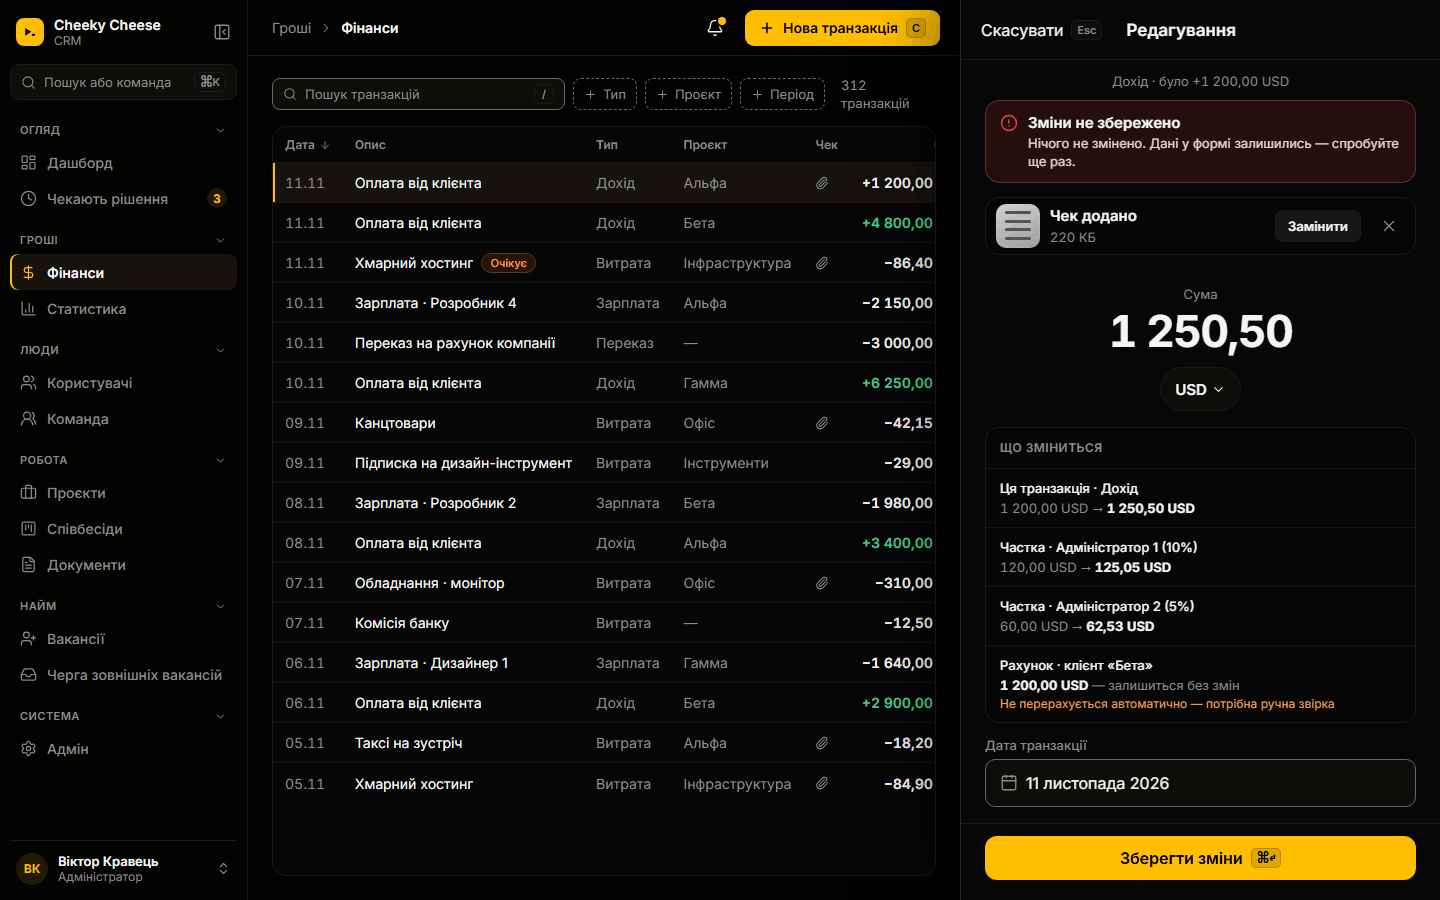 Cheeky Cheese
CRM
Пошук або команда ⌘K
ОГЛЯД
Дашборд
Чекають рішення 3
ГРОШІ
Фінанси
Статистика
ЛЮДИ
Користувачі
Команда
РОБОТА
Проєкти
Співбесіди
Документи
НАЙМ
Вакансії
Черга зовнішніх вакансій
СИСТЕМА
Адмін
ВК Віктор Кравець
Адміністратор
Гроші Фінанси
+ Нова транзакція C
Пошук транзакцій /
+ Тип
+ Проєкт
+ Період
312
транзакцій
Дата ↓ Опис Тип Проєкт Чек
11.11 Оплата від клієнта Дохід Альфа +1 200,00
11.11 Оплата від клієнта Дохід Бета +4 800,00
11.11 Хмарний хостинг Очікує Витрата Інфраструктура −86,40
10.11 Зарплата · Розробник 4 Зарплата Альфа −2 150,00
10.11 Переказ на рахунок компанії Переказ — −3 000,00
10.11 Оплата від клієнта Дохід Гамма +6 250,00
09.11 Канцтовари Витрата Офіс −42,15
09.11 Підписка на дизайн-інструмент Витрата Інструменти −29,00
08.11 Зарплата · Розробник 2 Зарплата Бета −1 980,00
08.11 Оплата від клієнта Дохід Альфа +3 400,00
07.11 Обладнання · монітор Витрата Офіс −310,00
07.11 Комісія банку Витрата — −12,50
06.11 Зарплата · Дизайнер 1 Зарплата Гамма −1 640,00
06.11 Оплата від клієнта Дохід Бета +2 900,00
05.11 Таксі на зустріч Витрата Альфа −18,20
05.11 Хмарний хостинг Витрата Інфраструктура −84,90
Скасувати Esc Редагування
Дохід · було +1 200,00 USD
Зміни не збережено
Нічого не змінено. Дані у формі залишились — спробуйте
ще раз.
Чек додано
220 КБ
Замінити
Сума
1 250,50
USD
ЩО ЗМІНИТЬСЯ
Ця транзакція · Дохід
1 200,00 USD → 1 250,50 USD
Частка · Адміністратор 1 (10%)
120,00 USD → 125,05 USD
Частка · Адміністратор 2 (5%)
60,00 USD → 62,53 USD
Рахунок · клієнт «Бета»
1 200,00 USD — залишиться без змін
Не перерахується автоматично — потрібна ручна звірка
Дата транзакції
11 листопада 2026
Зберегти зміни ⌘↵